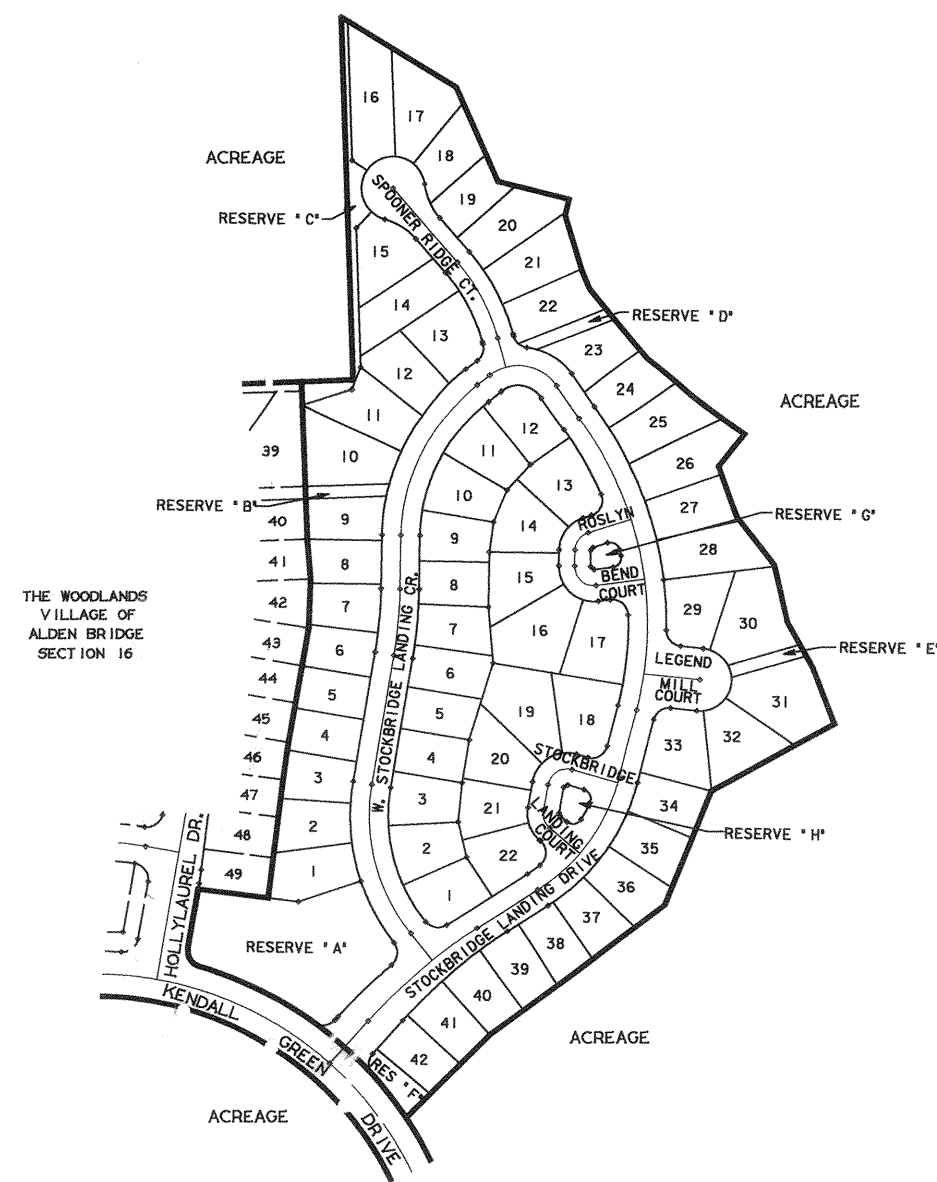 16
17
ACREAGE
18
SPOONER RIDGE CT.
19
RESERVE "C"
20
15
21
14
22
RESERVE "D"
13
23
12
24
ACREAGE
11
25
12
39
10
11
26
13
10
27
RESERVE "B"
40
9
14
ROSLYN
RESERVE "G"
9
28
41
8
15
BEND
COURT
8
THE WOODLANDS
VILLAGE OF
ALDEN BRIDGE
SECTION 16
42
7
29
30
7
16
17
43
6
LEGEND
RESERVE "E"
44
6
MILL
COURT
5
31
45
5
19
18
4
33
32
46
4
20
STOCKBRIDGE
3
47
3
21
LANDING
COURT
34
W. STOCKBRIDGE LANDING CR.
48
2
RESERVE "H"
2
22
35
49
1
36
1
37
HOLLYLAUREL DR.
RESERVE "A"
38
STOCKBRIDGE LANDING DRIVE
39
40
KENDALL GREEN DRIVE
41
ACREAGE
42
RES "F"
ACREAGE